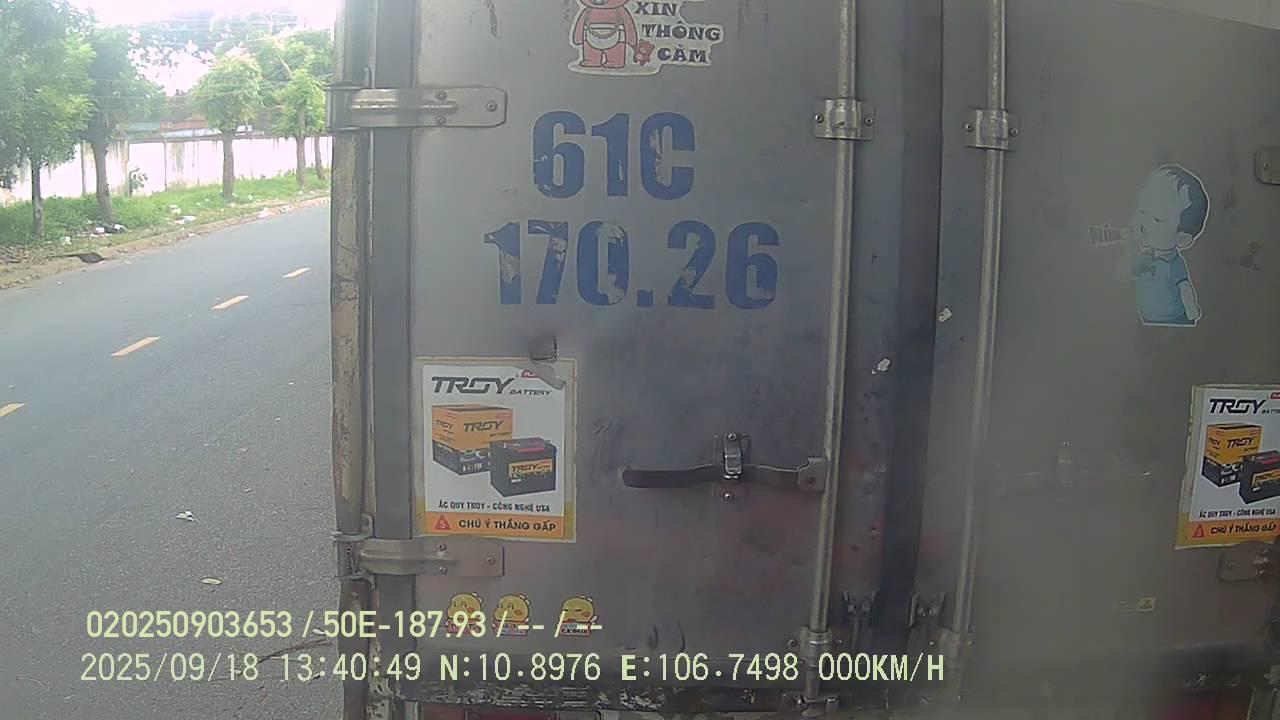 XIN
THÔNG
CẢM
61C
170.26
TROY
BATTERY
TROY
TROY
TROY
ẮC QUY TROY - CÔNG NGHỆ USA
CHÚ Ý THẮNG GẤP
TROY
TROY
ẮC QUY TROY - CÔNG NGHỆ USA
CHÚ Ý THẮNG GẤP
020250903653 / 50E-187.93 / -- / --
2025/09/18 13:40:49 N:10.8976 E:106.7498 000KM/H